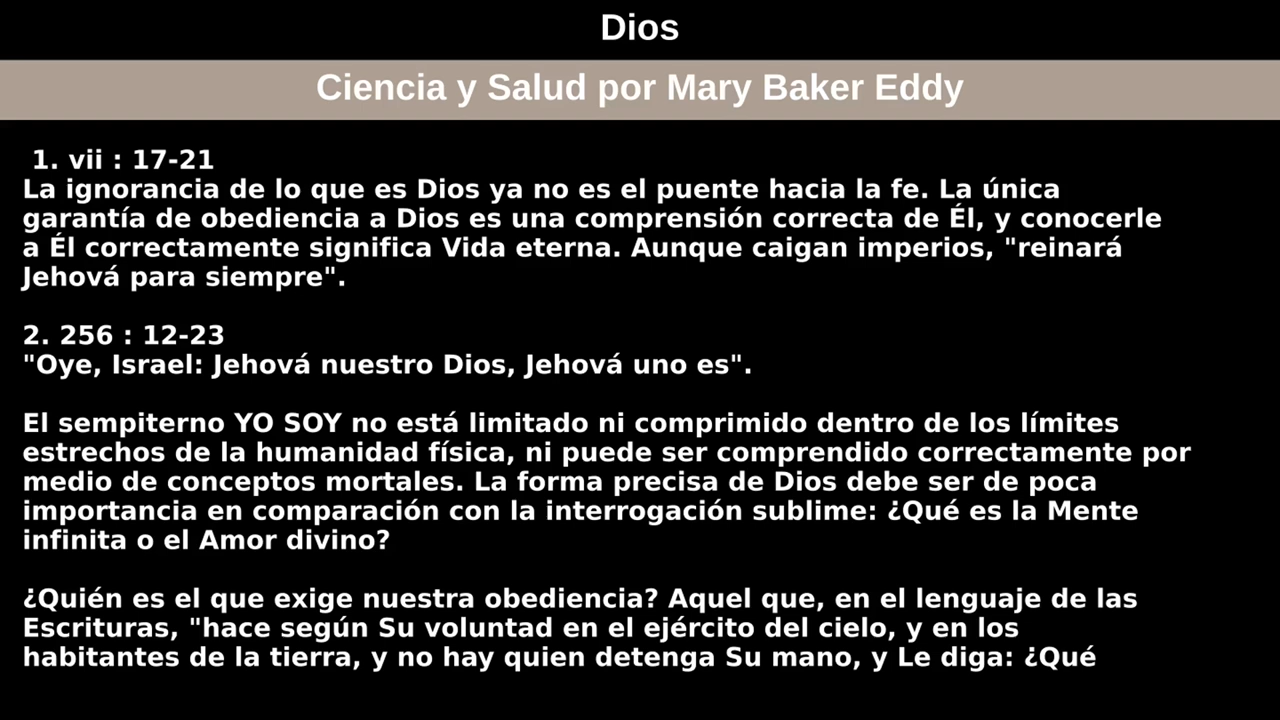 Dios
Ciencia y Salud por Mary Baker Eddy
1. vii : 17-21
La ignorancia de lo que es Dios ya no es el puente hacia la fe. La única
garantía de obediencia a Dios es una comprensión correcta de Él, y conocerle
a Él correctamente significa Vida eterna. Aunque caigan imperios, "reinará
Jehová para siempre".
2. 256 : 12-23
"Oye, Israel: Jehová nuestro Dios, Jehová uno es".
El sempiterno YO SOY no está limitado ni comprimido dentro de los límites
estrechos de la humanidad física, ni puede ser comprendido correctamente por
medio de conceptos mortales. La forma precisa de Dios debe ser de poca
importancia en comparación con la interrogación sublime: ¿Qué es la Mente
infinita o el Amor divino?
¿Quién es el que exige nuestra obediencia? Aquel que, en el lenguaje de las
Escrituras, "hace según Su voluntad en el ejército del cielo, y en los
habitantes de la tierra, y no hay quien detenga Su mano, y Le diga: ¿Qué